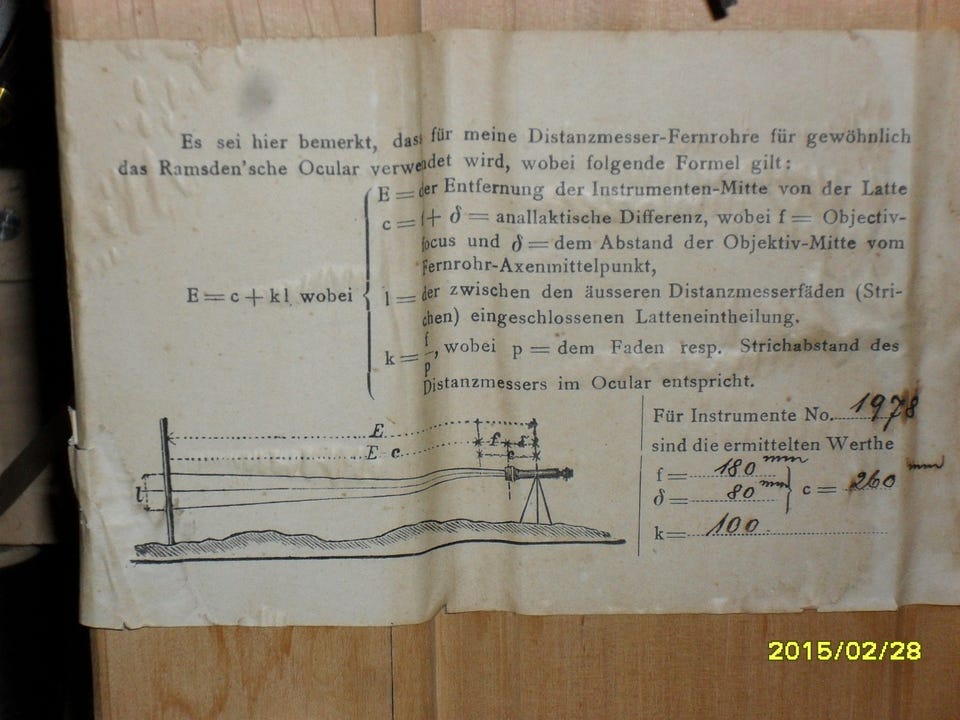 Es sei hier bemerkt, dass für meine Distanzmesser-Fernrohre für gewöhnlich
das Ramsden'sche Ocular verwendet wird, wobei folgende Formel gilt:
E = der Entfernung der Instrumenten-Mitte von der Latte
c = f + δ = anallaktische Differenz, wobei f = Objectiv-
focus und δ = dem Abstand der Objektiv-Mitte vom
Fernrohr-Axenmittelpunkt,
E = c + kl wobei
l = der zwischen den äusseren Distanzmesserfäden (Stri-
chen) eingeschlossenen Latteneintheilung.
k = f/p, wobei p = dem Faden resp. Strichabstand des
Distanzmessers im Ocular entspricht.
E
f δ
E c
c
l
Für Instrumente No. 1978
sind die ermittelten Werthe
f = 180 mm
δ = 80 mm
c = 260 mm
k = 100
2015/02/28